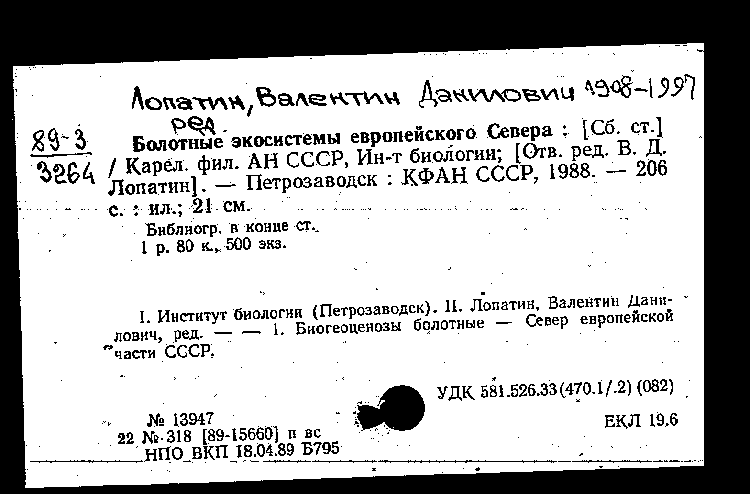 Лопатин, Валентин Данилович 1908-1997
ред.
89-3
3264
Болотные экосистемы европейского Севера : [Сб. ст.]
/ Карел. фил. АН СССР, Ин-т биологии; [Отв. ред. В. Д.
Лопатин]. — Петрозаводск : КФАН СССР, 1988. — 206
с. : ил.; 21 см.
Библиогр. в конце ст.
1 р. 80 к., 500 экз.
I. Институт биологии (Петрозаводск). II. Лопатин, Валентин Дани-
лович, ред. — — 1. Биогеоценозы болотные — Север европейской
части СССР.
УДК 581.526.33(470.1/.2) (082)
№ 13947
ЕКЛ 19.6
22 № 318 [89-15660] п вс
НПО ВКП 18.04.89 Б795